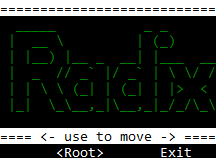 Radix
==== <- use to move -> ====
<Root> Exit